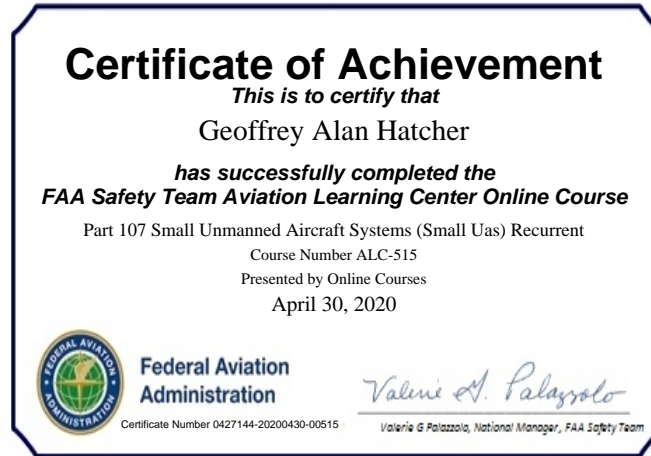 Certificate of Achievement
This is to certify that
Geoffrey Alan Hatcher
has successfully completed the
FAA Safety Team Aviation Learning Center Online Course
Part 107 Small Unmanned Aircraft Systems (Small Uas) Recurrent
Course Number ALC-515
Presented by Online Courses
April 30, 2020
FEDERAL AVIATION
ADMINISTRATION
Federal Aviation
Administration
Certificate Number 0427144-20200430-00515
Valerie G. Palazzolo
Valerie G Palazzolo, National Manager, FAA Safety Team